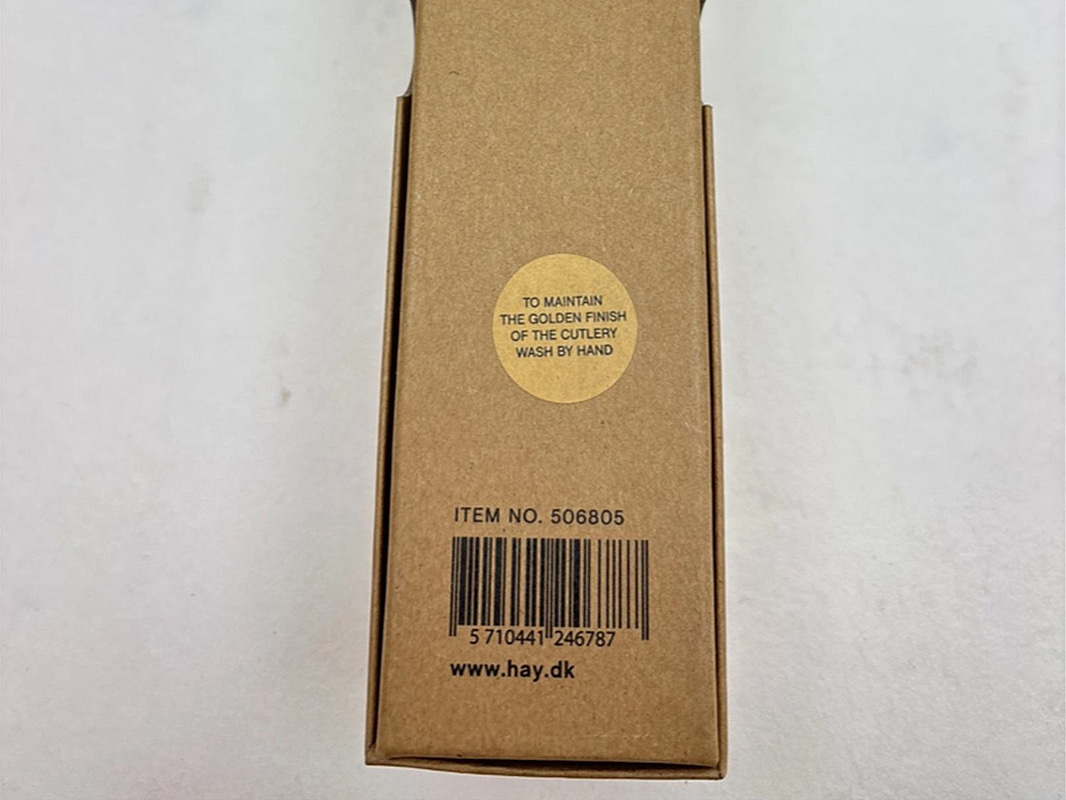 TO MAINTAIN
THE GOLDEN FINISH
OF THE CUTLERY
WASH BY HAND
ITEM NO. 506805
5 710441 246787
www.hay.dk